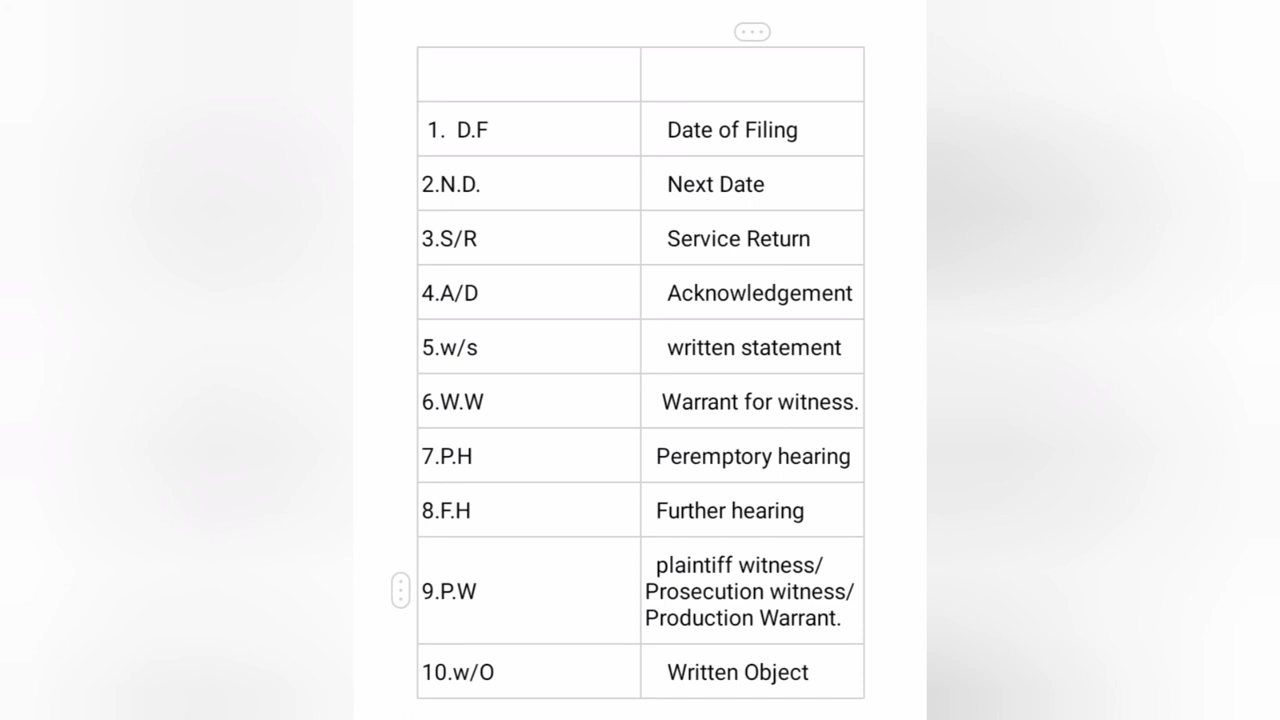 1. D.F Date of Filing
2.N.D. Next Date
3.S/R Service Return
4.A/D Acknowledgement
5.w/s written statement
6.W.W Warrant for witness.
7.P.H Peremptory hearing
8.F.H Further hearing
9.P.W plaintiff witness/
Prosecution witness/
Production Warrant.
10.w/O Written Object